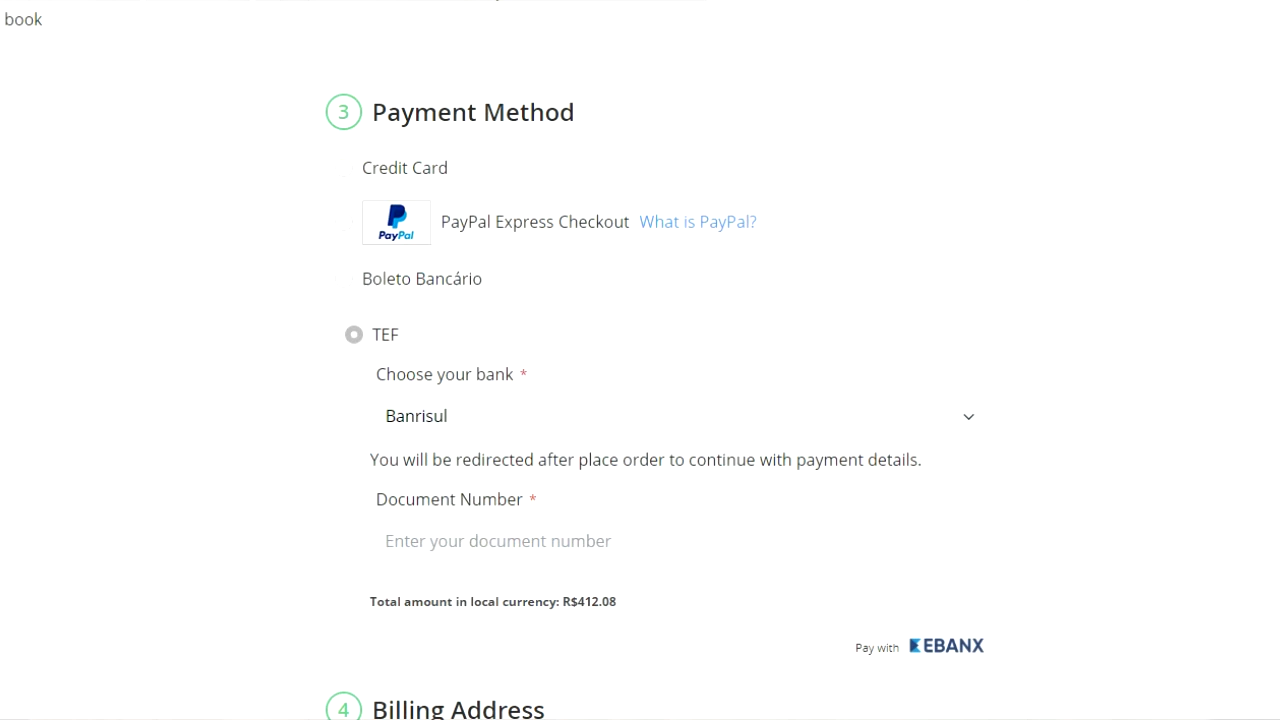 book
3 Payment Method
Credit Card
PayPal PayPal Express Checkout What is PayPal?
Boleto Bancário
TEF
Choose your bank *
Banrisul
You will be redirected after place order to continue with payment details.
Document Number *
Enter your document number
Total amount in local currency: R$412.08
Pay with EBANX
4 Billing Address